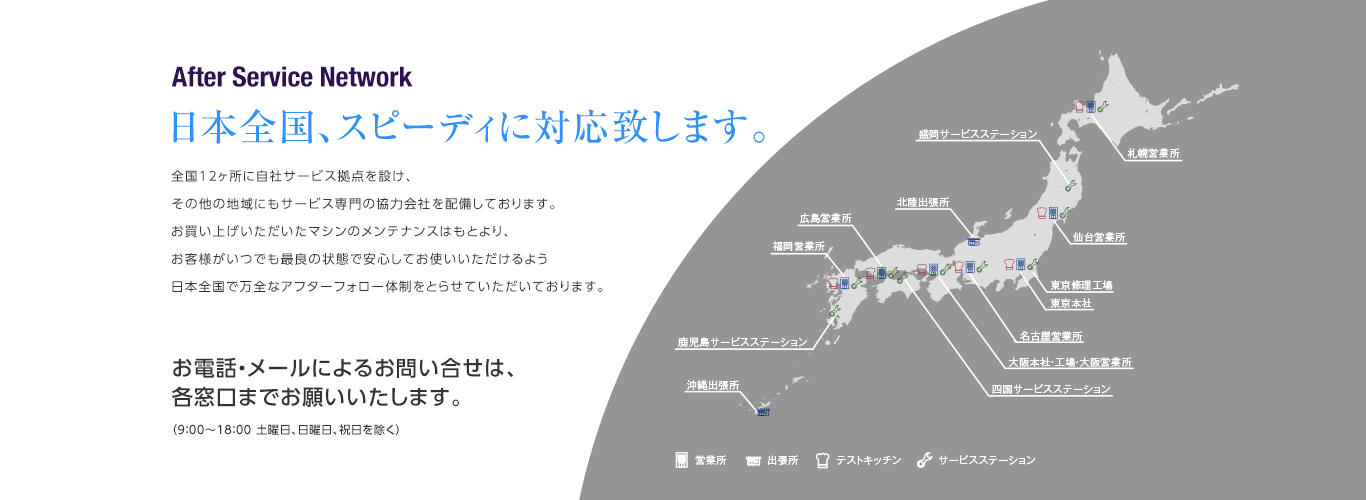 After Service Network
日本全国、スピーディに対応致します。
全国12ヶ所に自社サービス拠点を設け、
その他の地域にもサービス専門の協力会社を配備しております。
お買い上げいただいたマシンのメンテナンスはもとより、
お客様がいつでも最良の状態で安心してお使いいただけるよう
日本全国で万全なアフターフォロー体制をとらせていただいております。
お電話・メールによるお問い合せは、
各窓口までお願いいたします。
(9:00～18:00 土曜日、日曜日、祝日を除く)
盛岡サービスステーション
札幌営業所
北陸出張所
広島営業所
仙台営業所
福岡営業所
東京修理工場
東京本社
名古屋営業所
鹿児島サービスステーション
大阪本社・工場・大阪営業所
沖縄出張所
四国サービスステーション
営業所 出張所 テストキッチン サービスステーション